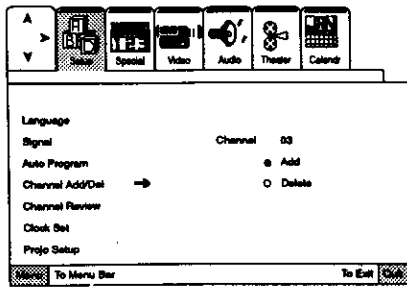 Setup Special Video Audio Theater Calendr
Language
Signal Channel 03
Auto Program Add
Channel Add/Del Delete
Channel Review
Clock Set
Projo Setup
Menu To Menu Bar To Exit Quit